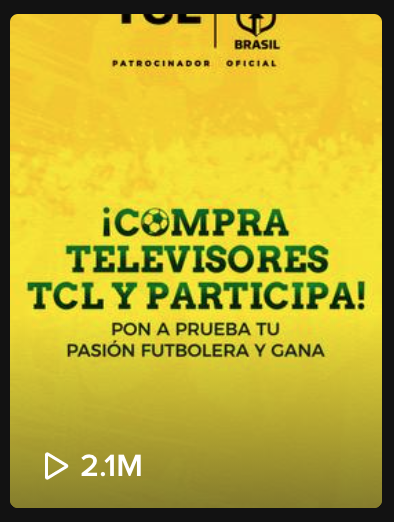 TCL
BRASIL
PATROCINADOR OFICIAL
¡COMPRA
TELEVISORES
TCL Y PARTICIPA!
PON A PRUEBA TU
PASIÓN FUTBOLERA Y GANA
2.1M